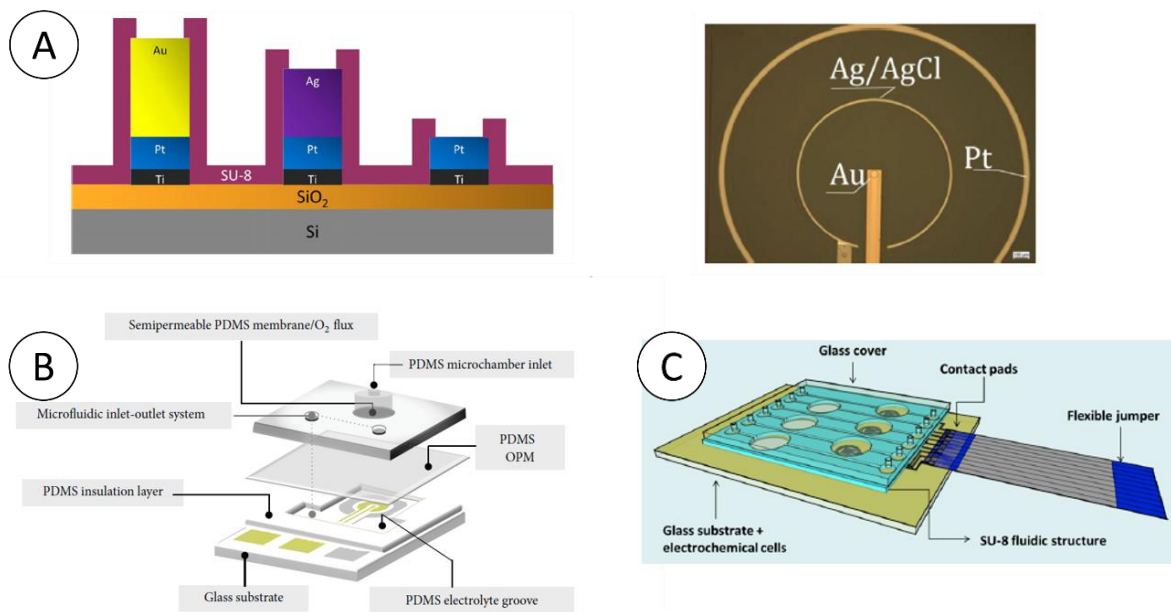 A
Au
Ag
Pt
Pt
Pt
Ti
SU-8
Ti
Ti
SiO2
Si
Ag/AgCl
Au
Pt
B
Semipermeable PDMS membrane/O2 flux
PDMS microchamber inlet
Microfluidic inlet-outlet system
PDMS
OPM
PDMS insulation layer
Glass substrate
PDMS electrolyte groove
C
Glass cover
Contact pads
Flexible jumper
Glass substrate +
electrochemical cells
SU-8 fluidic structure